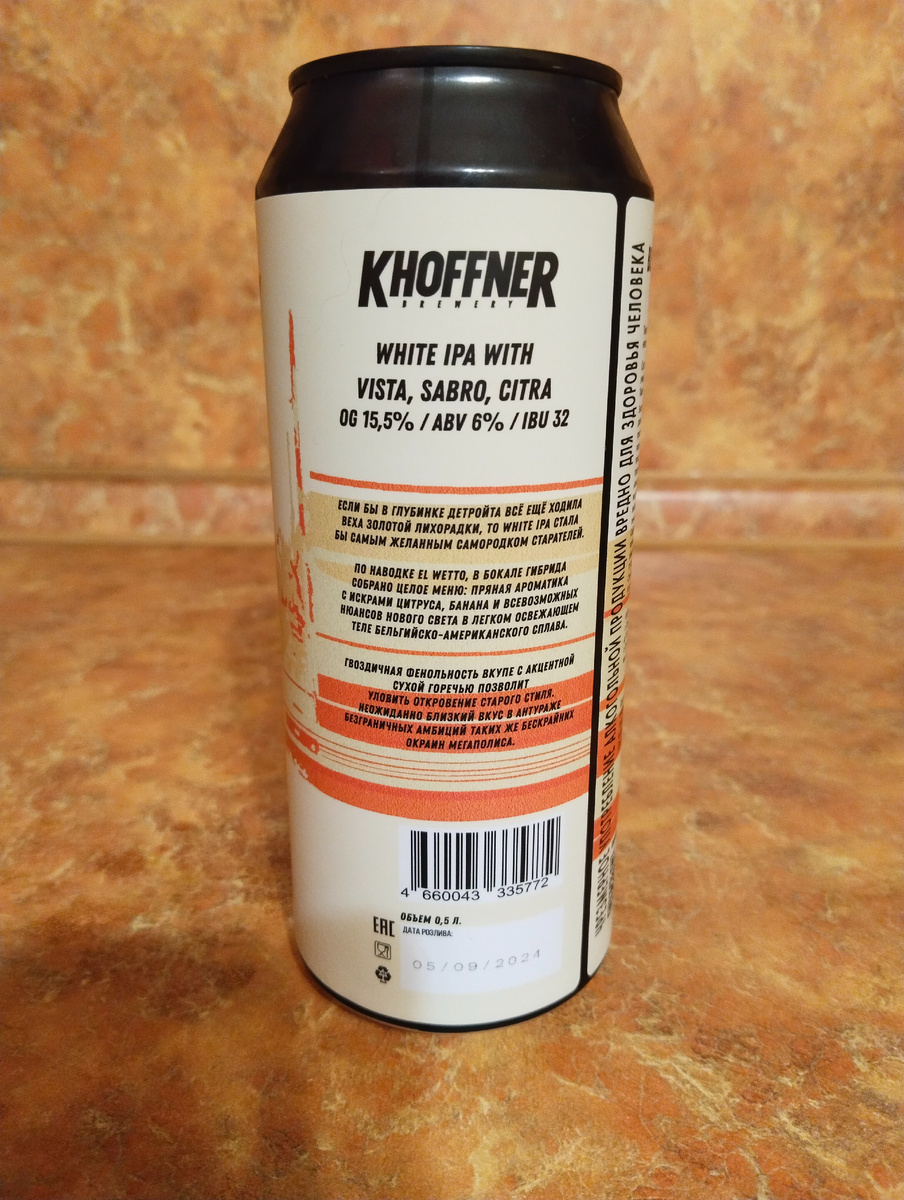 KHOFFNER
BREWERY
WHITE IPA WITH
VISTA, SABRO, CITRA
OG 15,5% / ABV 6% / IBU 32
ЕСЛИ БЫ В ГЛУБИНКЕ ДЕТРОЙТА ВСЁ ЕЩЁ ХОДИЛА
ВЕХА ЗОЛОТОЙ ЛИХОРАДКИ, ТО WHITE IPA СТАЛА
БЫ САМЫМ ЖЕЛАННЫМ САМОРОДКОМ СТАРАТЕЛЕЙ.
ПО НАВОДКЕ EL WETTO, В БОКАЛЕ ГИБРИДА
СОБРАНО ЦЕЛОЕ МЕНЮ: ПРЯНАЯ АРОМАТИКА
С ИСКРАМИ ЦИТРУСА, БАНАНА И ВСЕВОЗМОЖНЫХ
НЮАНСОВ НОВОГО СВЕТА В ЛЕГКОМ ОСВЕЖАЮЩЕМ
ТЕЛЕ БЕЛЬГИЙСКО-АМЕРИКАНСКОГО СПЛАВА.
ГВОЗДИЧНАЯ ФЕНОЛЬНОСТЬ ВКУПЕ С АКЦЕНТНОЙ
СУХОЙ ГОРЕЧЬЮ ПОЗВОЛИТ
УЛОВИТЬ ОТКРОВЕНИЕ СТАРОГО СТИЛЯ.
НЕОЖИДАННО БЛИЗКИЙ ВКУС В АНТУРАЖЕ
БЕЗГРАНИЧНЫХ АМБИЦИЙ ТАКИХ ЖЕ БЕСКРАЙНИХ
ОКРАИН МЕГАПОЛИСА.
4 660043 335772
EAC
ОБЪЕМ 0,5 Л.
ДАТА РОЗЛИВА:
05/09/2024
ЧРЕЗМЕРНОЕ УПОТРЕБЛЕНИЕ АЛКОГОЛЬНОЙ ПРОДУКЦИИ ВРЕДНО ДЛЯ ЗДОРОВЬЯ ЧЕЛОВЕКА